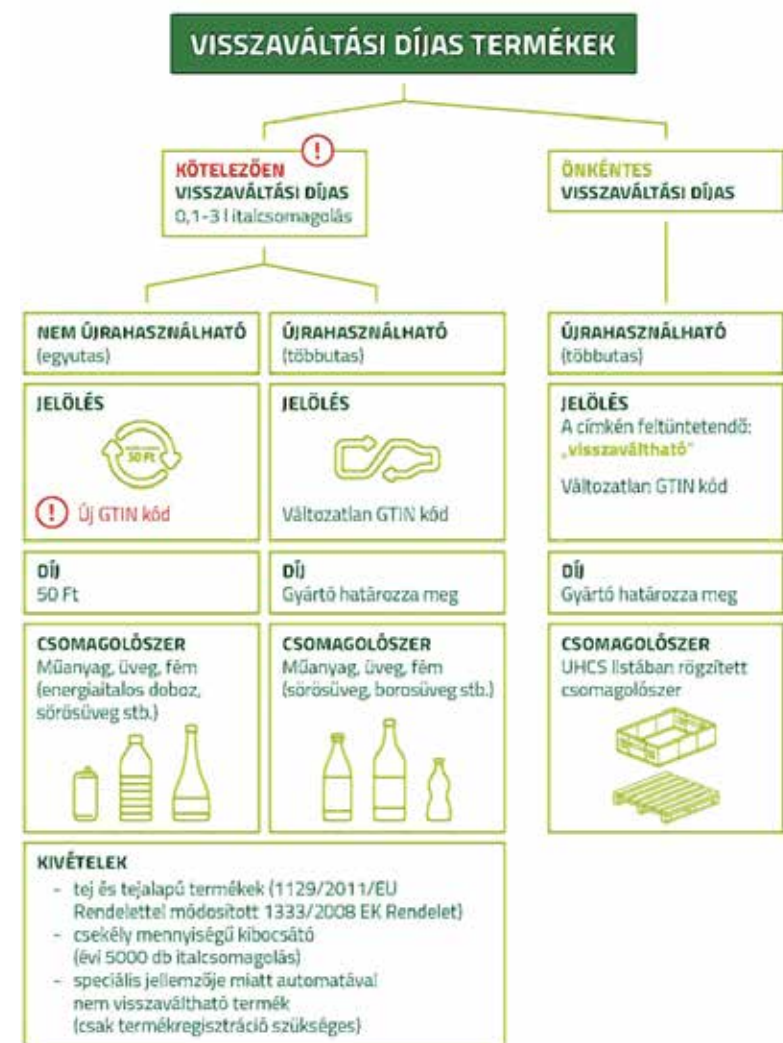 VISSZAVÁLTÁSI DÍJAS TERMÉKEK
KÖTELEZŐEN
VISSZAVÁLTÁSI DÍJAS
0,1-3 l italcsomagolás
ÖNKÉNTES
VISSZAVÁLTÁSI DÍJAS
NEM ÚJRAHASZNÁLHATÓ
(egyutas)
JELÖLÉS
50 Ft
! Új GTIN kód
DÍJ
50 Ft
CSOMAGOLÓSZER
Műanyag, üveg, fém
(energiaitalos doboz,
sörösüveg stb.)
ÚJRAHASZNÁLHATÓ
(többutas)
JELÖLÉS
Változatlan GTIN kód
DÍJ
Gyártó határozza meg
CSOMAGOLÓSZER
Műanyag, üveg, fém
(sörösüveg, borosüveg stb.)
KIVÉTELEK
- tej és tejalapú termékek (1129/2011/EU
Rendelettel módosított 1333/2008 EK Rendelet)
- csekély mennyiségű kibocsátó
(évi 5000 db italcsomagolás)
- speciális jellemzője miatt automatával
nem visszaváltható termék
(csak termékregisztráció szükséges)
ÚJRAHASZNÁLHATÓ
(többutas)
JELÖLÉS
A címkén feltüntetendő:
„visszaváltható"
Változatlan GTIN kód
DÍJ
Gyártó határozza meg
CSOMAGOLÓSZER
UHCS listában rögzített
csomagolószer